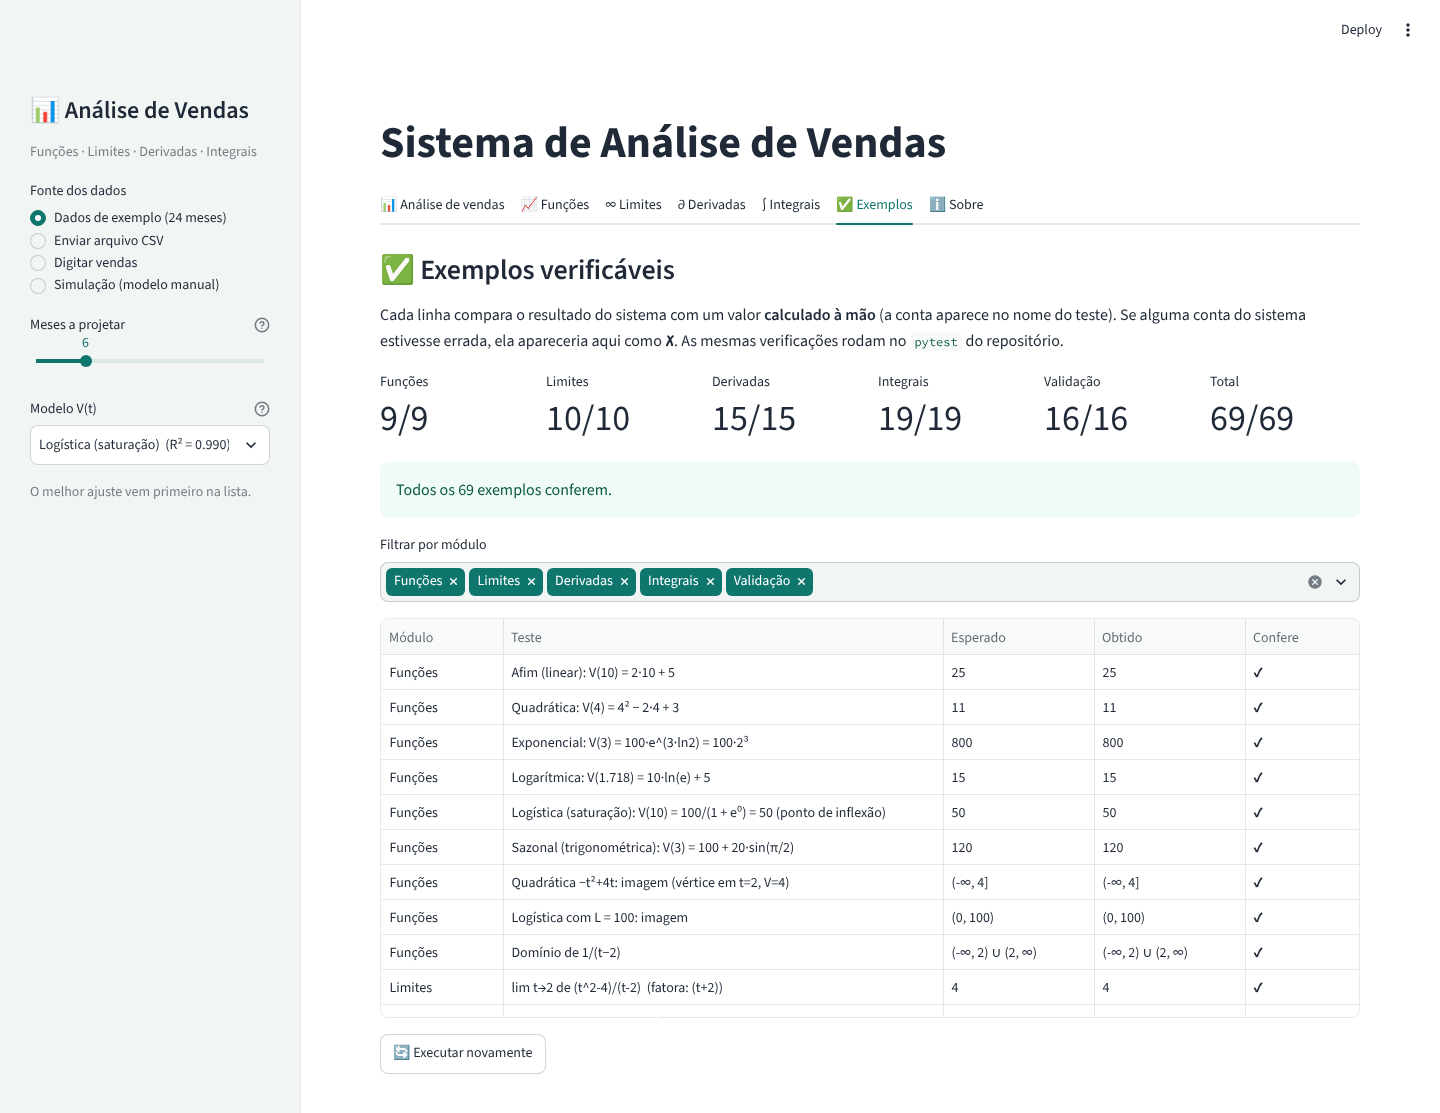 Deploy
📊 Análise de Vendas
Funções · Limites · Derivadas · Integrais
Fonte dos dados
Dados de exemplo (24 meses)
Enviar arquivo CSV
Digitar vendas
Simulação (modelo manual)
Meses a projetar
6
Modelo V(t)
Logística (saturação) (R² = 0.990)
O melhor ajuste vem primeiro na lista.
Sistema de Análise de Vendas
📊 Análise de vendas 📈 Funções ∞ Limites ∂ Derivadas ∫ Integrais ✅ Exemplos ℹ️ Sobre
✅ Exemplos verificáveis
Cada linha compara o resultado do sistema com um valor calculado à mão (a conta aparece no nome do teste). Se alguma conta do sistema
estivesse errada, ela apareceria aqui como ✗. As mesmas verificações rodam no pytest do repositório.
Funções Limites Derivadas Integrais Validação Total
9/9 10/10 15/15 19/19 16/16 69/69
Todos os 69 exemplos conferem.
Filtrar por módulo
Funções × Limites × Derivadas × Integrais × Validação ×
Módulo Teste Esperado Obtido Confere
Funções Afim (linear): V(10) = 2·10 + 5 25 25 ✓
Funções Quadrática: V(4) = 4² − 2·4 + 3 11 11 ✓
Funções Exponencial: V(3) = 100·e^(3·ln2) = 100·2³ 800 800 ✓
Funções Logarítmica: V(1.718) = 10·ln(e) + 5 15 15 ✓
Funções Logística (saturação): V(10) = 100/(1 + e⁰) = 50 (ponto de inflexão) 50 50 ✓
Funções Sazonal (trigonométrica): V(3) = 100 + 20·sin(π/2) 120 120 ✓
Funções Quadrática −t²+4t: imagem (vértice em t=2, V=4) (-∞, 4] (-∞, 4] ✓
Funções Logística com L = 100: imagem (0, 100) (0, 100) ✓
Funções Domínio de 1/(t−2) (-∞, 2) ∪ (2, ∞) (-∞, 2) ∪ (2, ∞) ✓
Limites lim t→2 de (t^2-4)/(t-2) (fatora: (t+2)) 4 4 ✓
🔄 Executar novamente